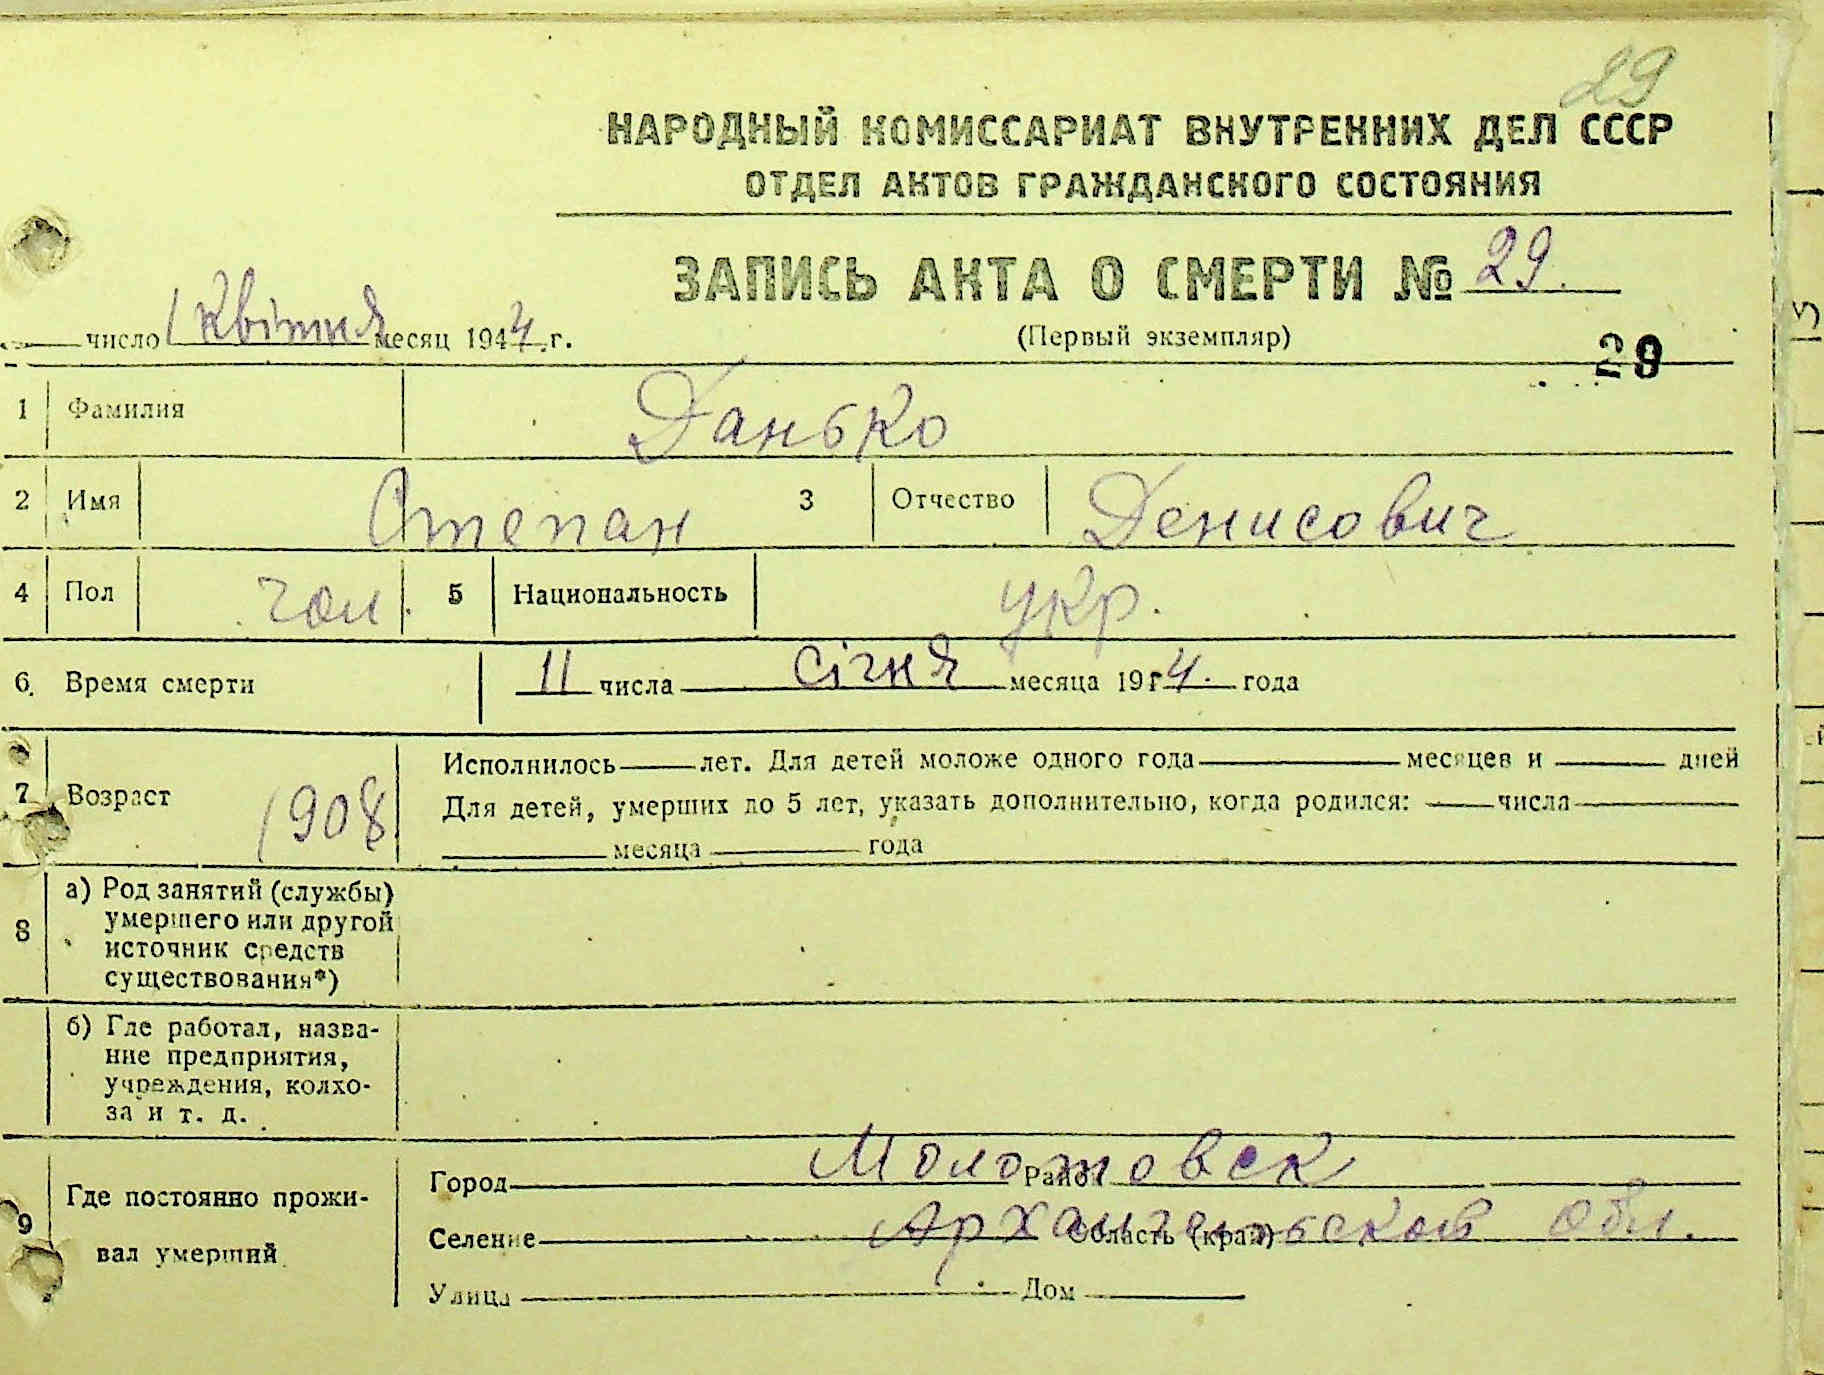 29
НАРОДНЫЙ КОМИССАРИАТ ВНУТРЕННИХ ДЕЛ СССР
ОТДЕЛ АКТОВ ГРАЖДАНСКОГО СОСТОЯНИЯ
ЗАПИСЬ АКТА О СМЕРТИ № 29.
число 1 квітня месяц 1944 г.
(Первый экземпляр)
29
1 Фамилия Данько
2 Имя Степан 3 Отчество Денисович
4 Пол чол. 5 Национальность укр.
6. Время смерти 11 числа січня месяца 1944. года
7 Возраст 1908
Исполнилось лет. Для детей моложе одного года месяцев и дней
Для детей, умерших до 5 лет, указать дополнительно, когда родился: числа
месяца года
8 а) Род занятий (службы)
умершего или другой
источник средств
существования*)
б) Где работал, назва-
ние предприятия,
учреждения, колхо-
за и т. д.
9 Где постоянно прожи-
вал умерший
Город Молотовск Район
Селение Архангельской обл. Область (край)
Улица Дом